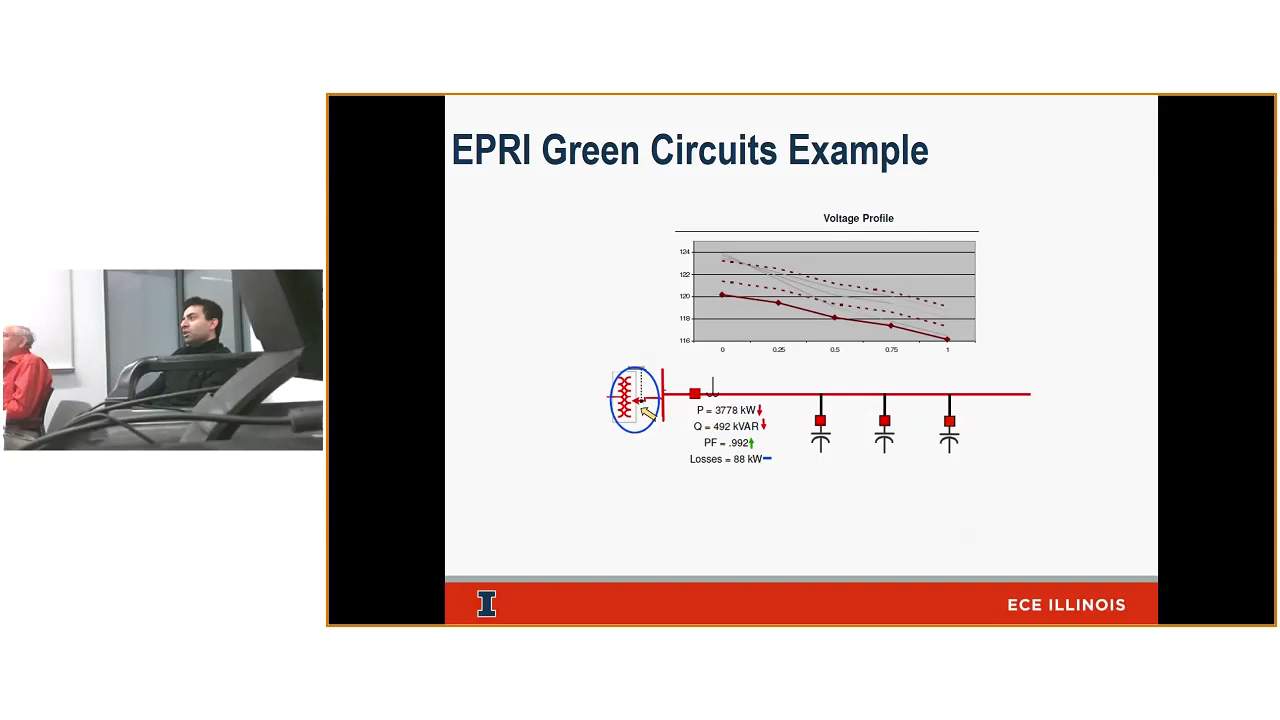 EPRI Green Circuits Example
Voltage Profile
124
122
120
118
116
0 0.25 0.5 0.75 1
P = 3778 kW
Q = 492 kVAR
PF = .992
Losses = 88 kW
I
ECE ILLINOIS